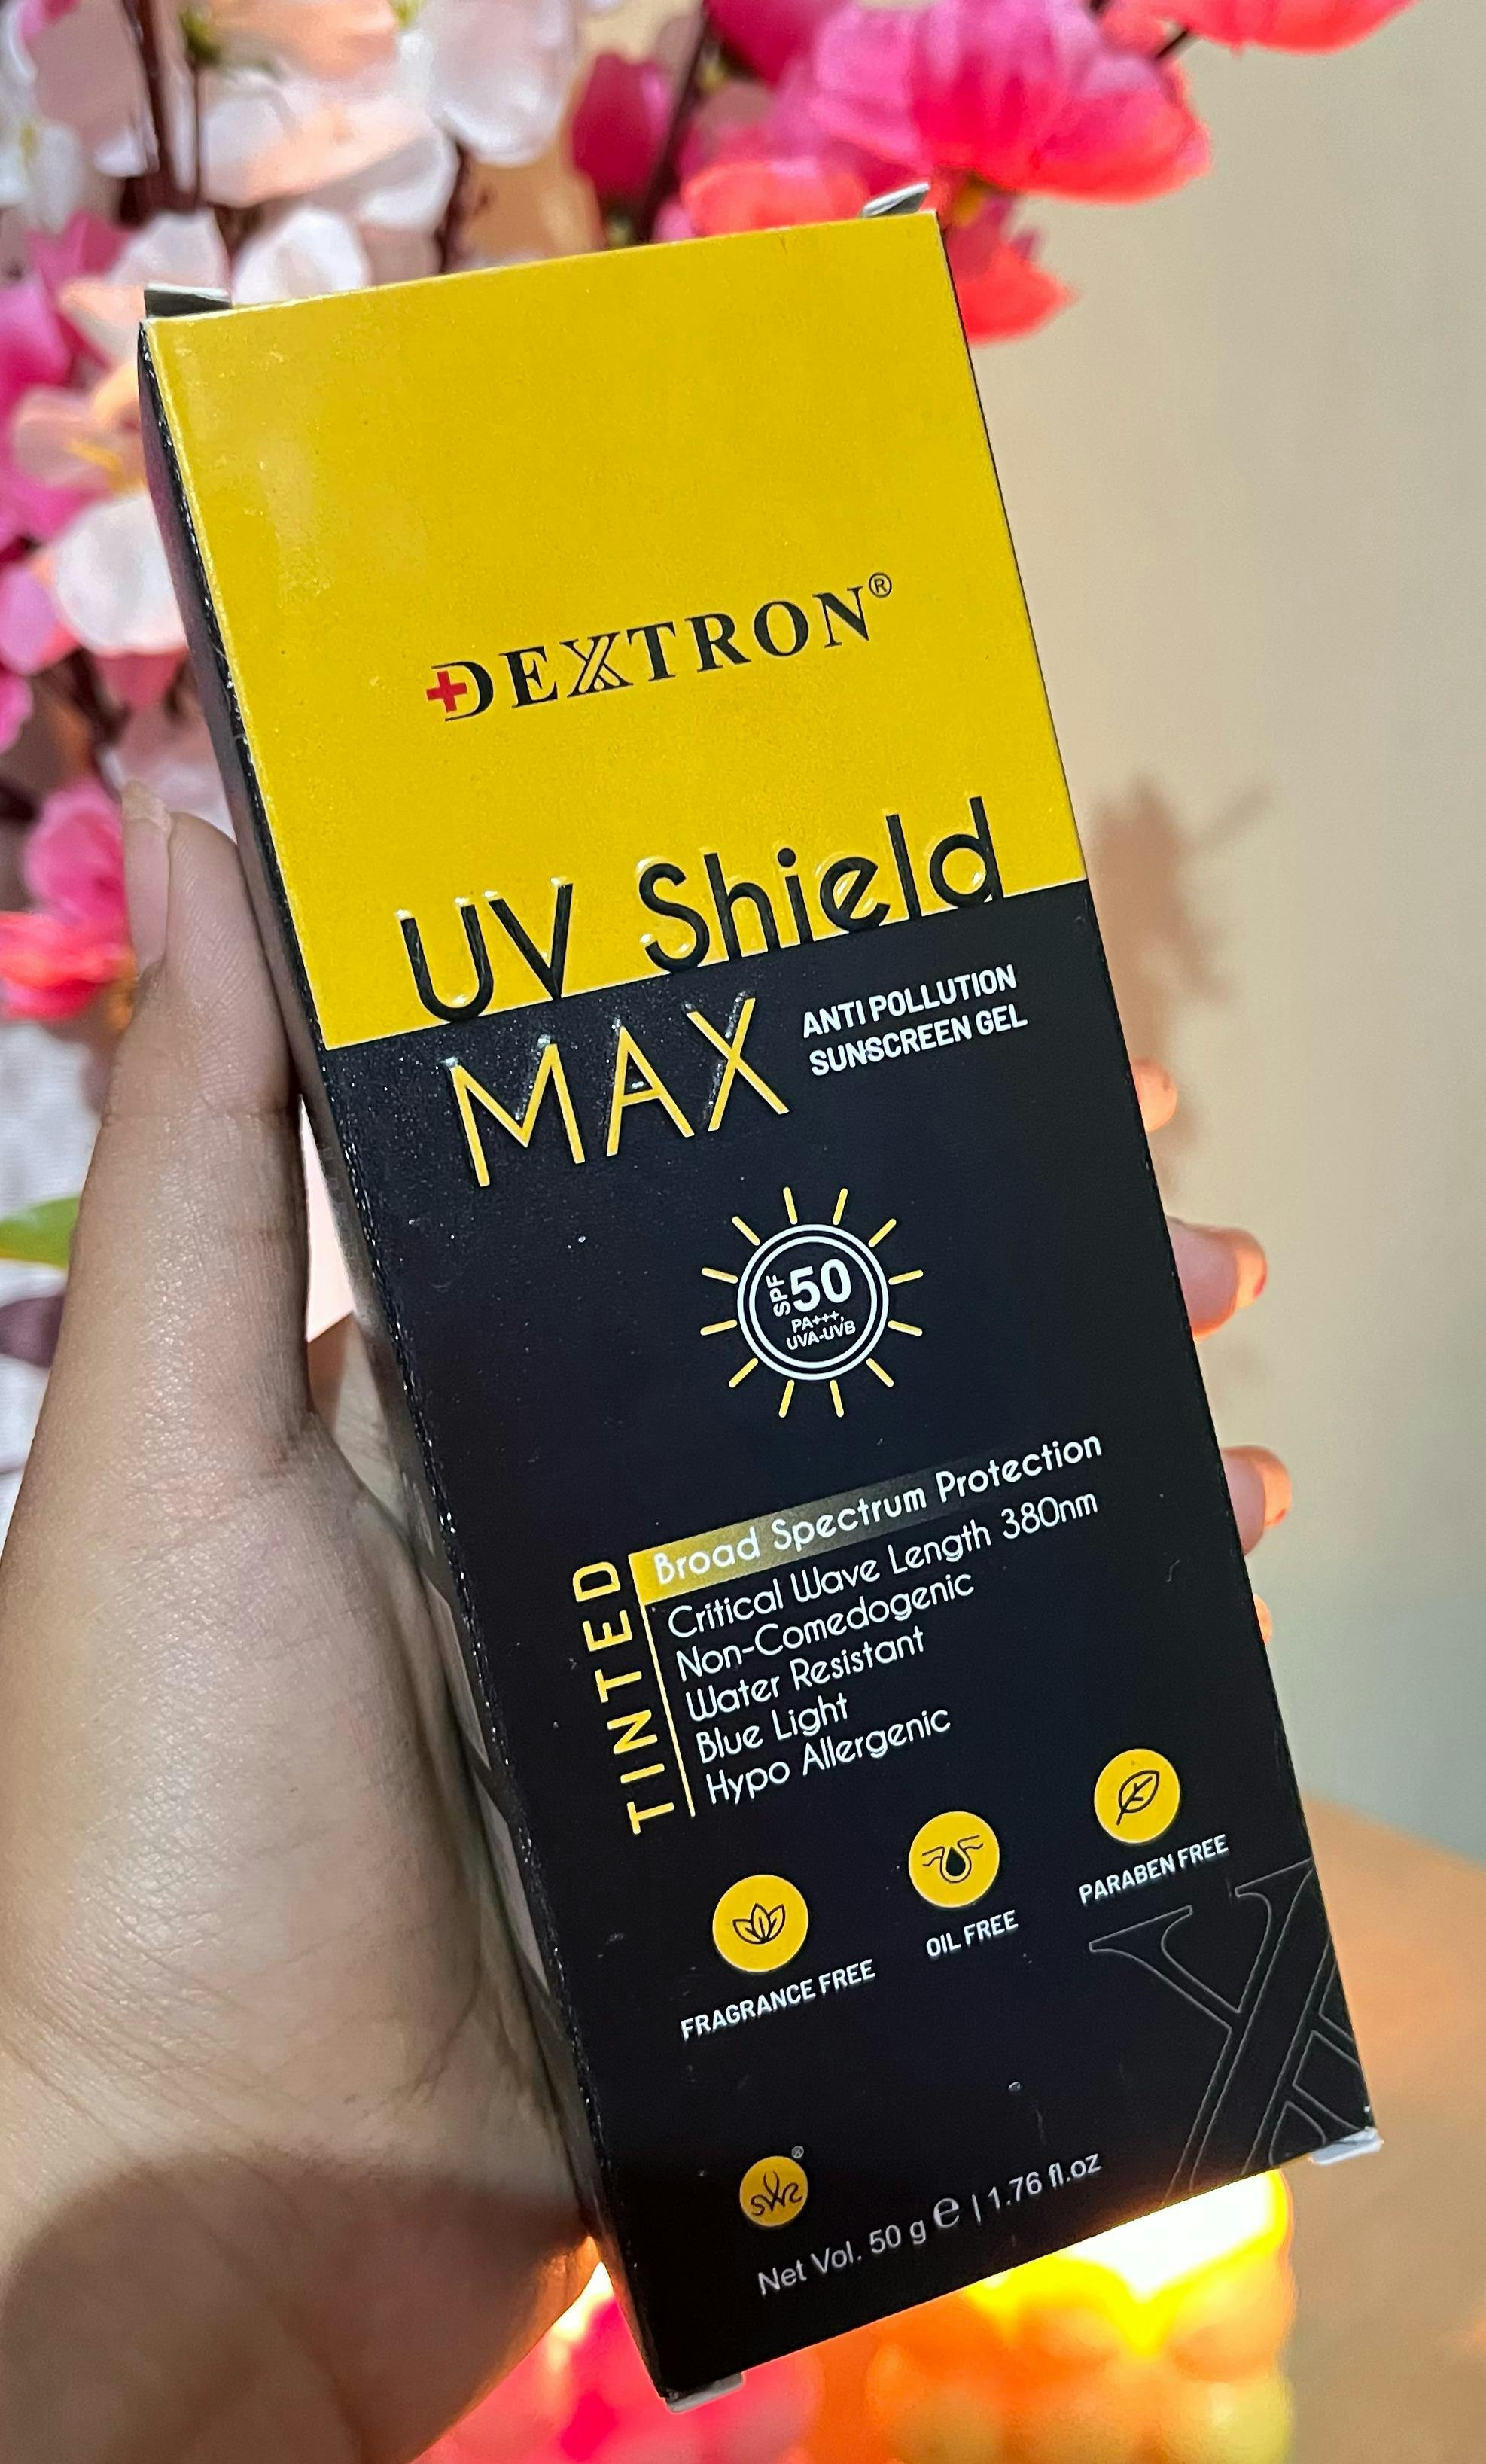 DEXTRON®
UV Shield
MAX
ANTI POLLUTION
SUNSCREEN GEL
SPF 50
PA+++
UVA-UVB
TINTED
Broad Spectrum Protection
Critical Wave Length 380nm
Non-Comedogenic
Water Resistant
Blue Light
Hypo Allergenic
FRAGRANCE FREE
OIL FREE
PARABEN FREE
Net Vol. 50 g e | 1.76 fl.oz